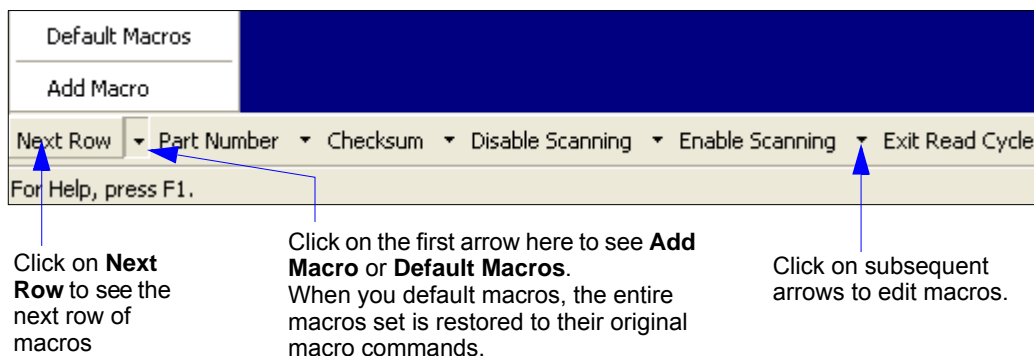 Default Macros
Add Macro
Next Row Part Number Checksum Disable Scanning Enable Scanning Exit Read Cycle
For Help, press F1.
Click on Next
Row to see the
next row of
macros
Click on the first arrow here to see Add
Macro or Default Macros.
When you default macros, the entire
macros set is restored to their original
macro commands.
Click on subsequent
arrows to edit macros.